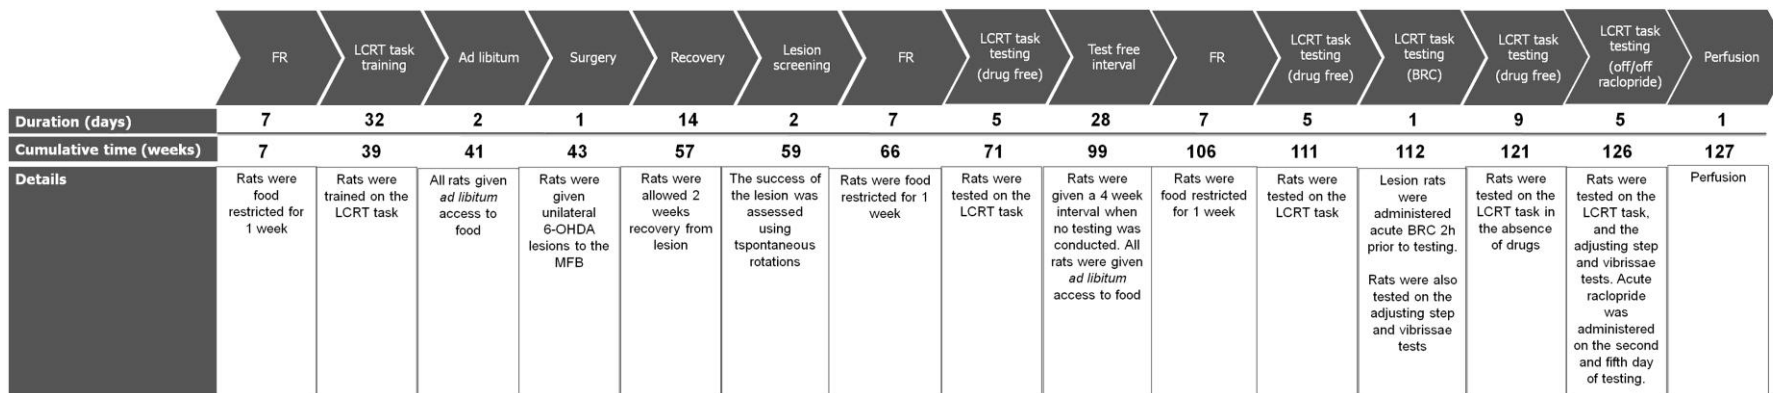 FR
LCRT task
training
Ad libitum
Surgery
Recovery
Lesion
screening
FR
LCRT task
testing
(drug free)
Test free
interval
FR
LCRT task
testing
(drug free)
LCRT task
testing
(BRC)
LCRT task
testing
(drug free)
LCRT task
testing
(off/off
raclopride)
Perfusion
Duration (days) 7 32 2 1 14 2 7 5 28 7 5 1 9 5 1
Cumulative time (weeks) 7 39 41 43 57 59 66 71 99 106 111 112 121 126 127
Details
Rats were
food
restricted for
1 week
Rats were
trained on the
LCRT task
All rats given
ad libitum
access to
food
Rats were
given
unilateral
6-OHDA
lesions to the
MFB
Rats were
allowed 2
weeks
recovery from
lesion
The success of
the lesion was
assessed
using
tspontaneous
rotations
Rats were food
restricted for 1
week
Rats were
tested on the
LCRT task
Rats were
given a 4 week
interval when
no testing was
conducted. All
rats were given
ad libitum
access to food
Rats were
food restricted
for 1 week
Rats were
tested on the
LCRT task
Lesion rats
were
administered
acute BRC 2h
prior to testing.
Rats were also
tested on the
adjusting step
and vibrissae
tests
Rats were
tested on the
LCRT task in
the absence
of drugs
Rats were
tested on the
LCRT task,
and the
adjusting step
and vibrissae
tests. Acute
raclopride
was
administered
on the second
and fifth day
of testing.
Perfusion